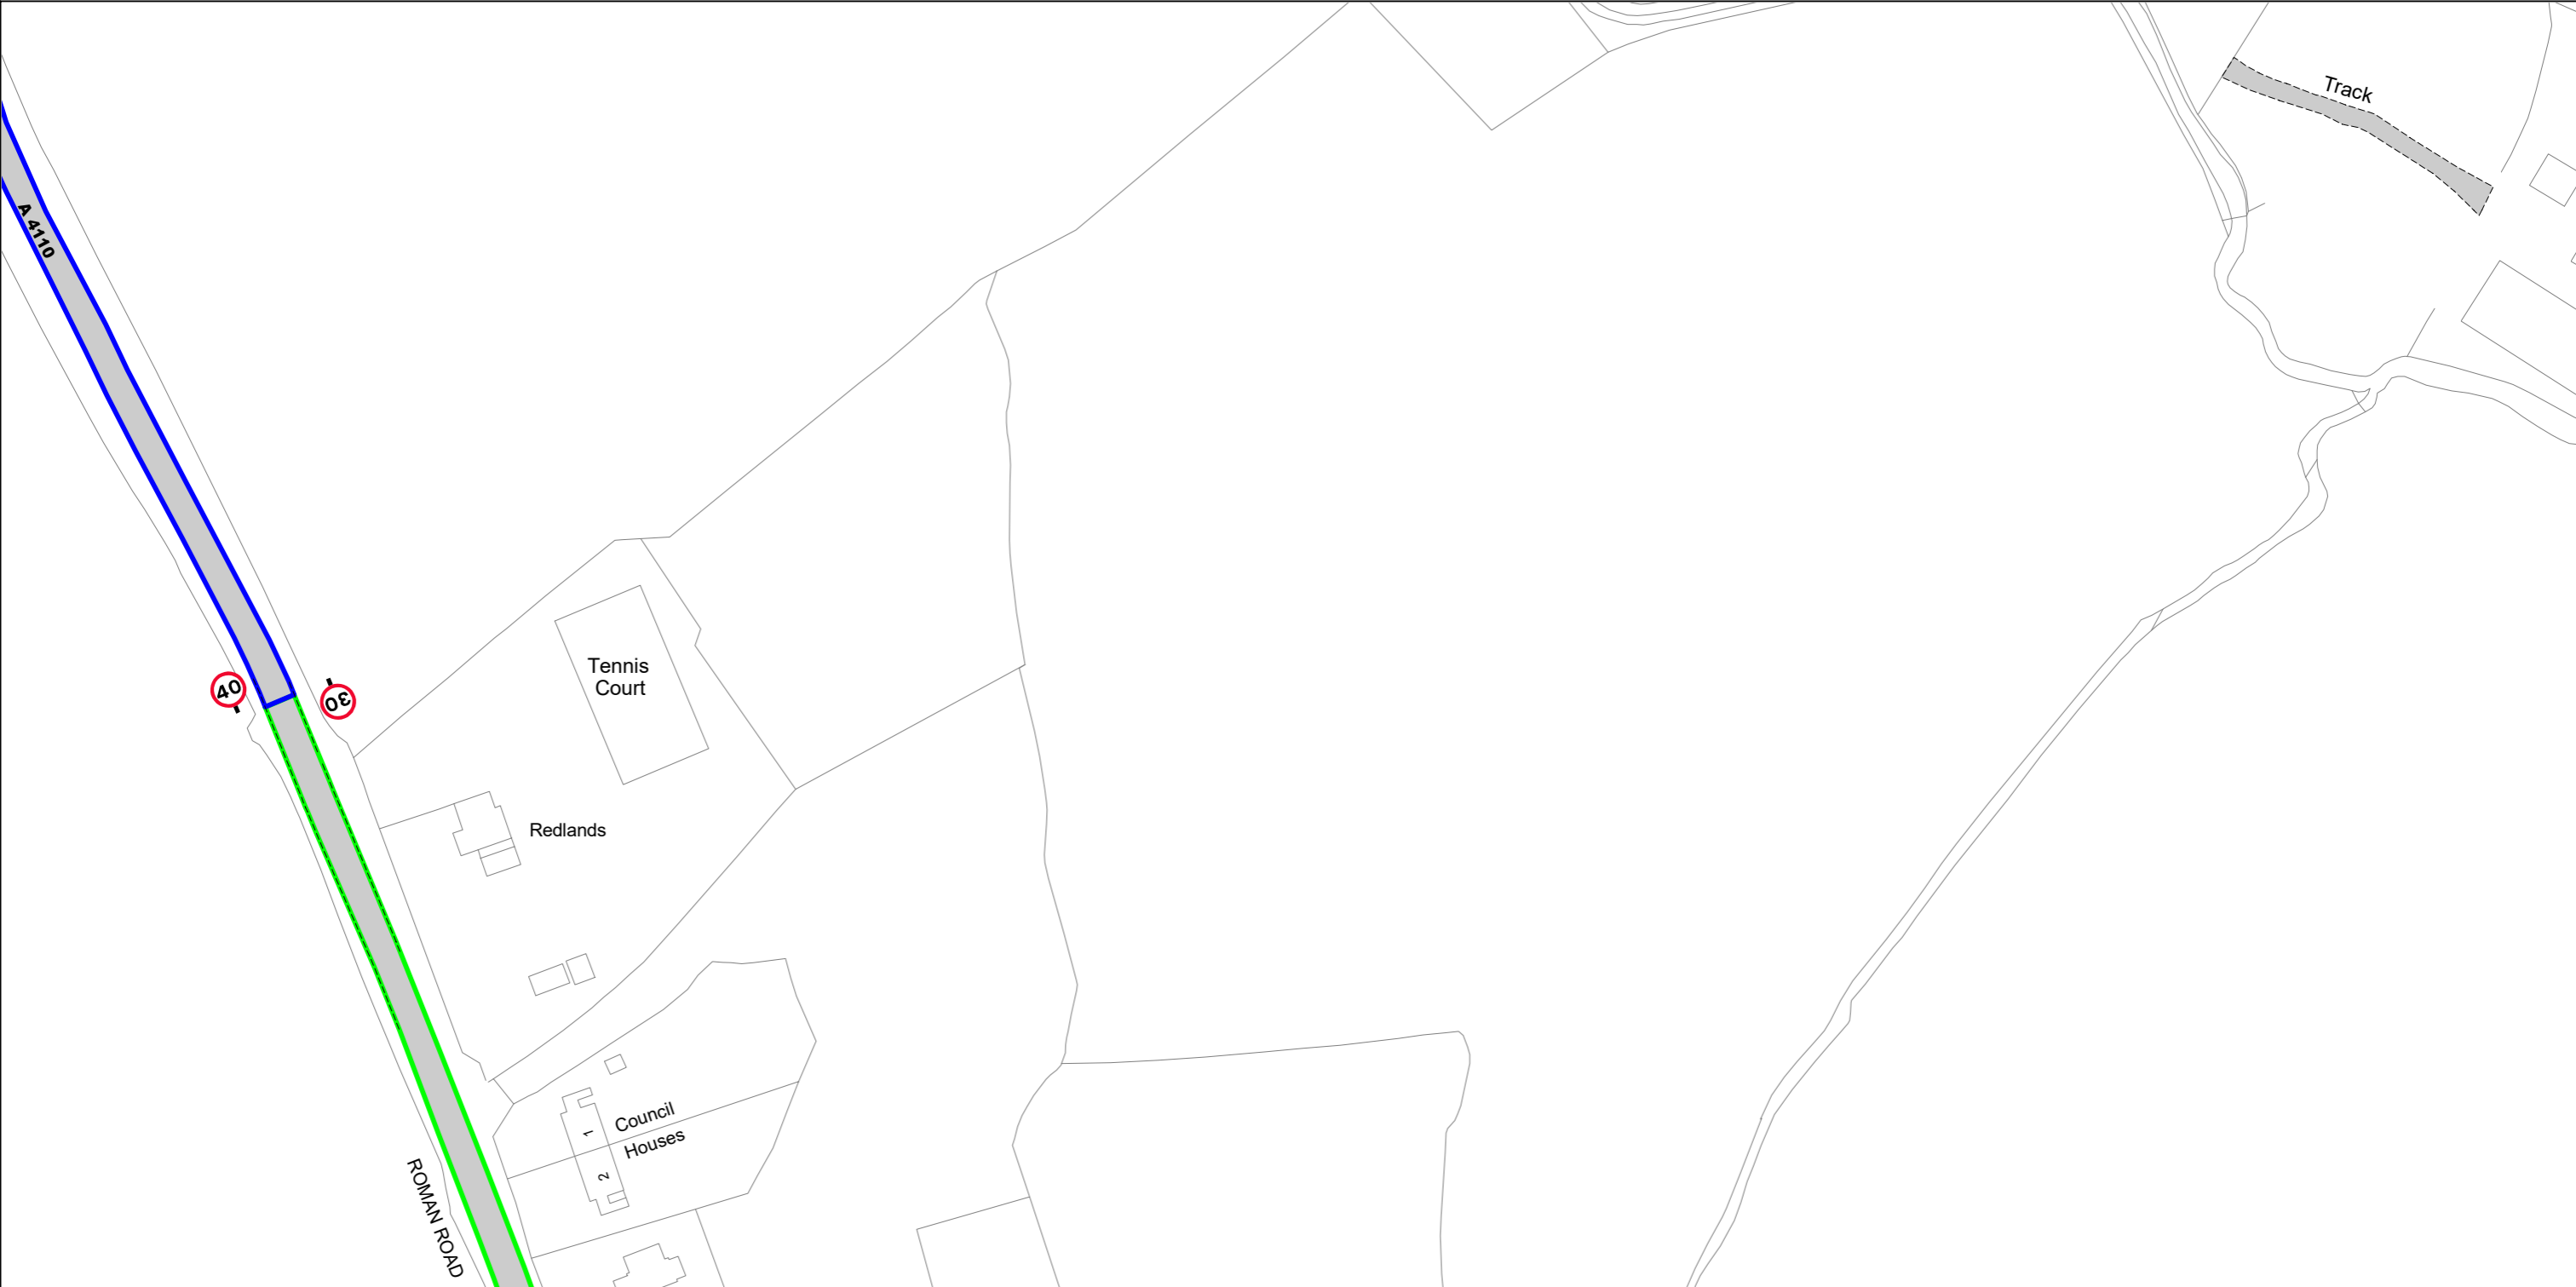 Track
A 4110
Tennis
Court
40
30
Redlands
Council
Houses
1
2
ROMAN ROAD